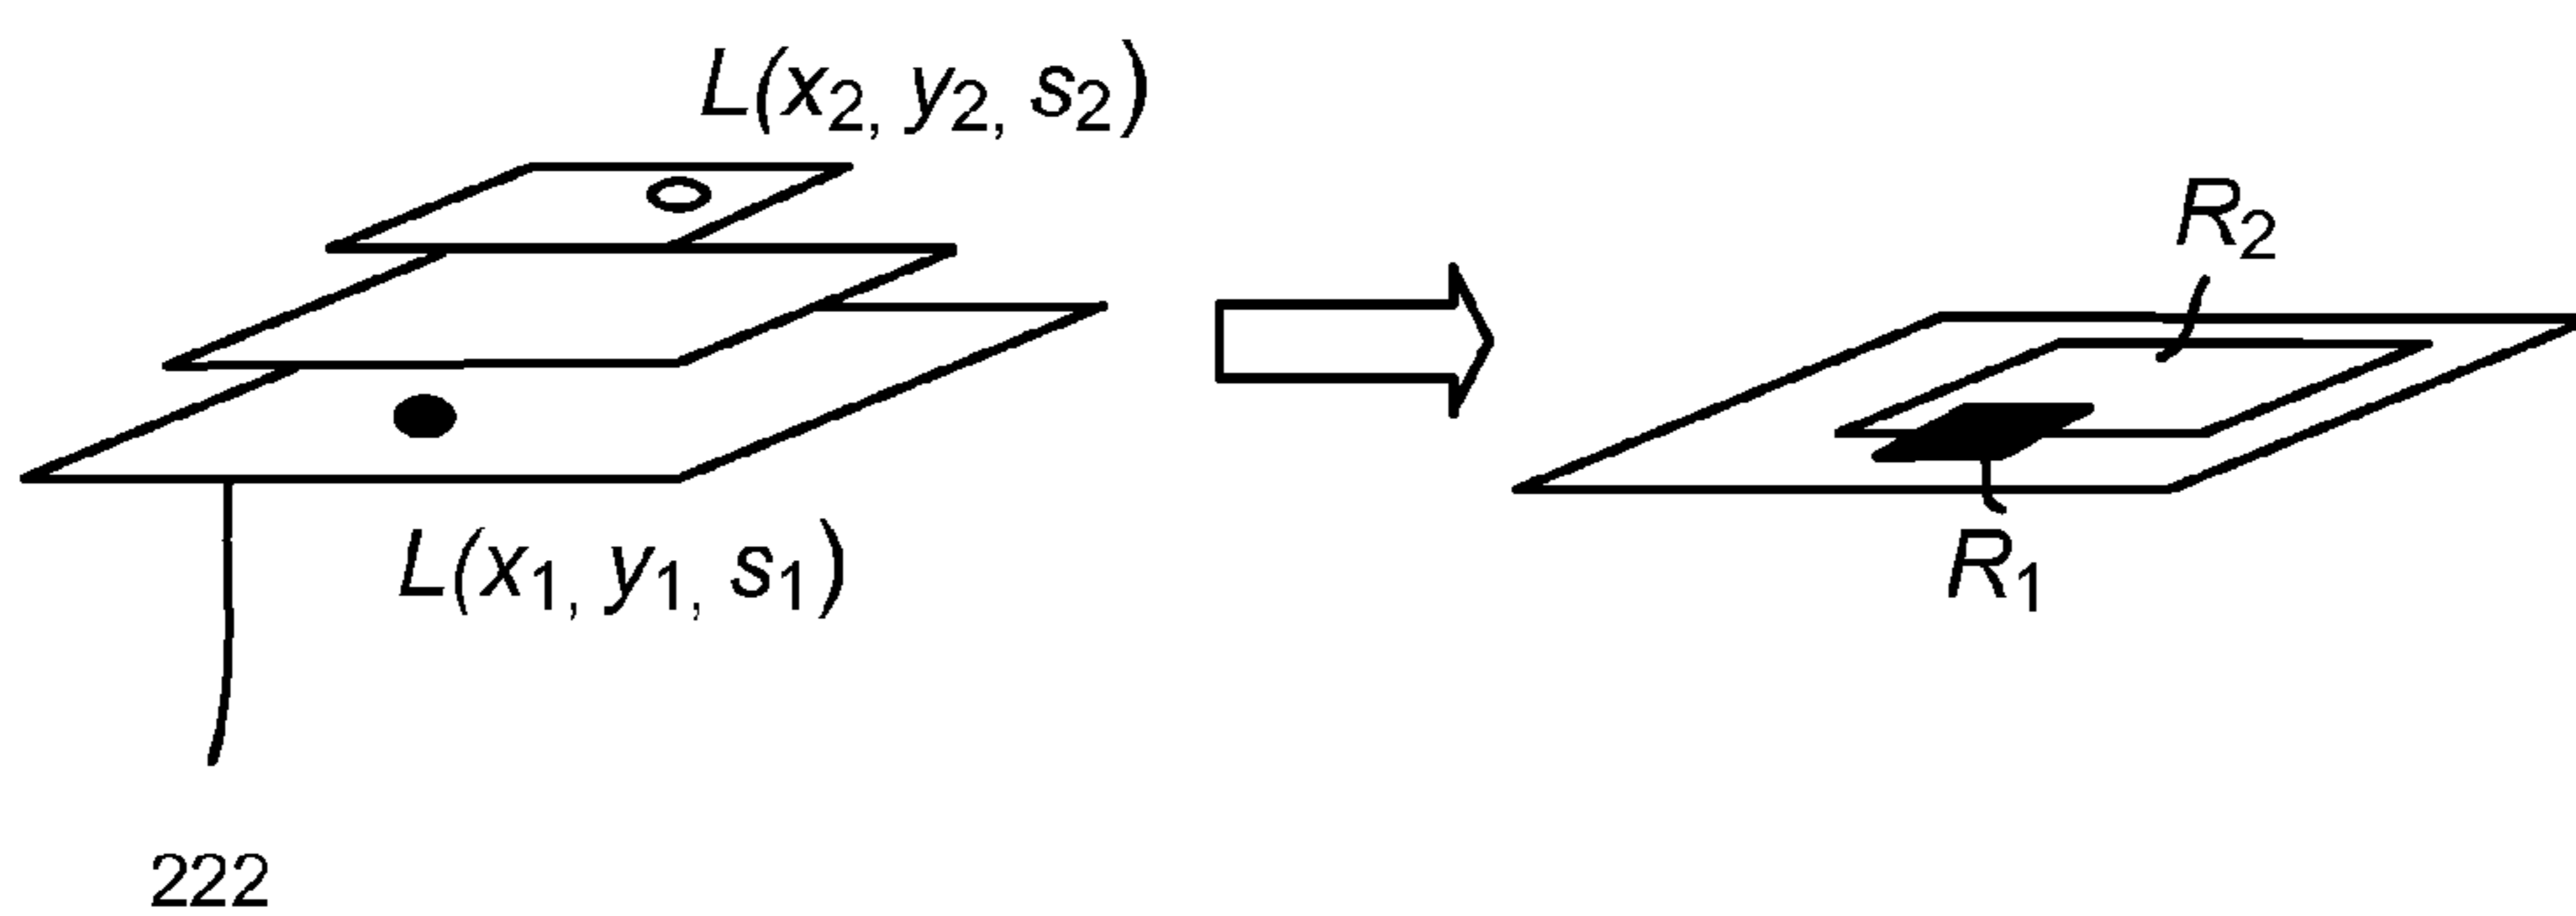 L(x₂, y₂, s₂)
R₂
L(x₁, y₁, s₁)
R₁
222